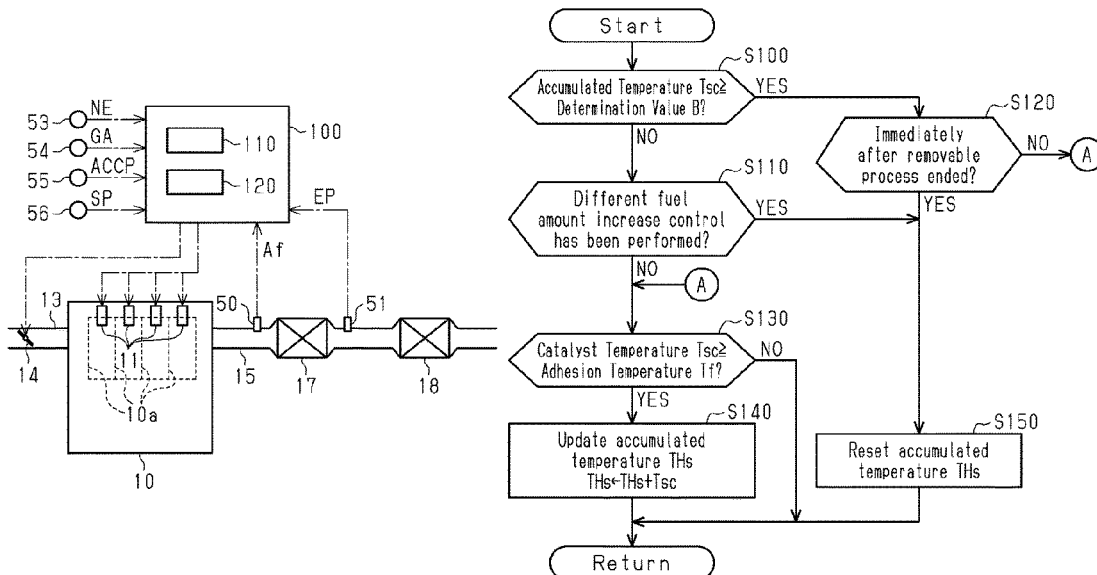 53
NE
54
GA
55
ACCP
56
SP
110
120
100
EP
Af
13
14
11
10a
10
50
51
15
17
18
Start
S100
Accumulated Temperature Tsc≧
Determination Value B?
YES
NO
S120
Immediately
after removable
process ended?
NO
A
YES
S110
Different fuel
amount increase control
has been performed?
YES
NO
A
S130
Catalyst Temperature Tsc≧
Adhesion Temperature Tf?
NO
YES
S140
Update accumulated
temperature THs
THs←THs+Tsc
S150
Reset accumulated
temperature THs
Return